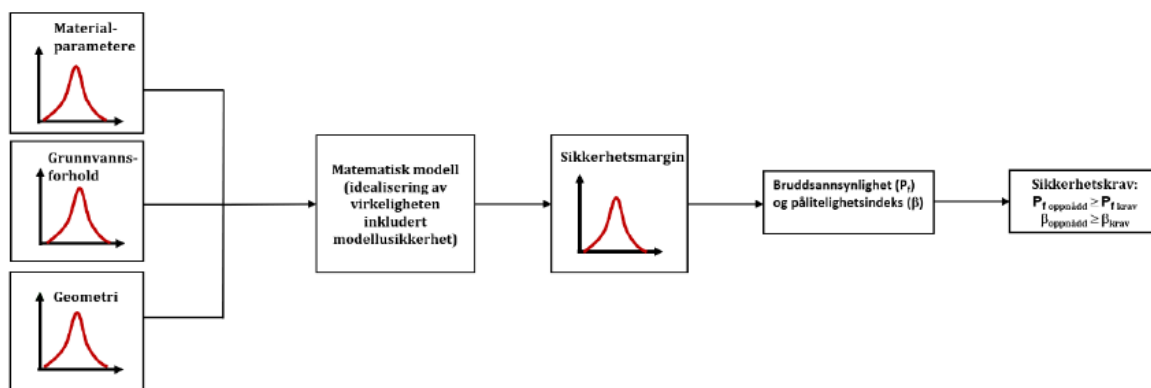 Material-
parametere
Grunnvanns-
forhold
Geometri
Matematisk modell
(idealisering av
virkeligheten
inkludert
modellusikkerhet)
Sikkerhetsmargin
Bruddsannsynlighet (Pf)
og pålitelighetsindeks (β)
Sikkerhetskrav:
Pf oppnådd ≥ Pf krav
βoppnådd ≥ βkrav